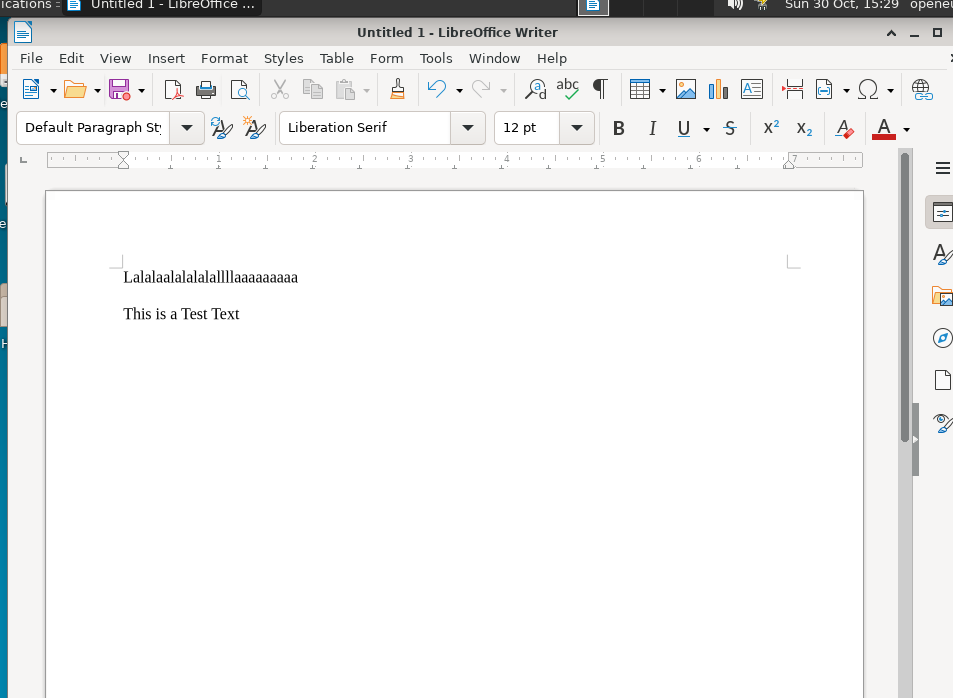 ications
Untitled 1 - LibreOffice ...
Sun 30 Oct, 15:29
openeu
Untitled 1 - LibreOffice Writer
File Edit View Insert Format Styles Table Form Tools Window Help
Default Paragraph Sty
Liberation Serif
12 pt
B I U S X² X₂ A A
1 2 3 4 5 6 7
Lalalaalalalalallllaaaaaaaaa
This is a Test Text